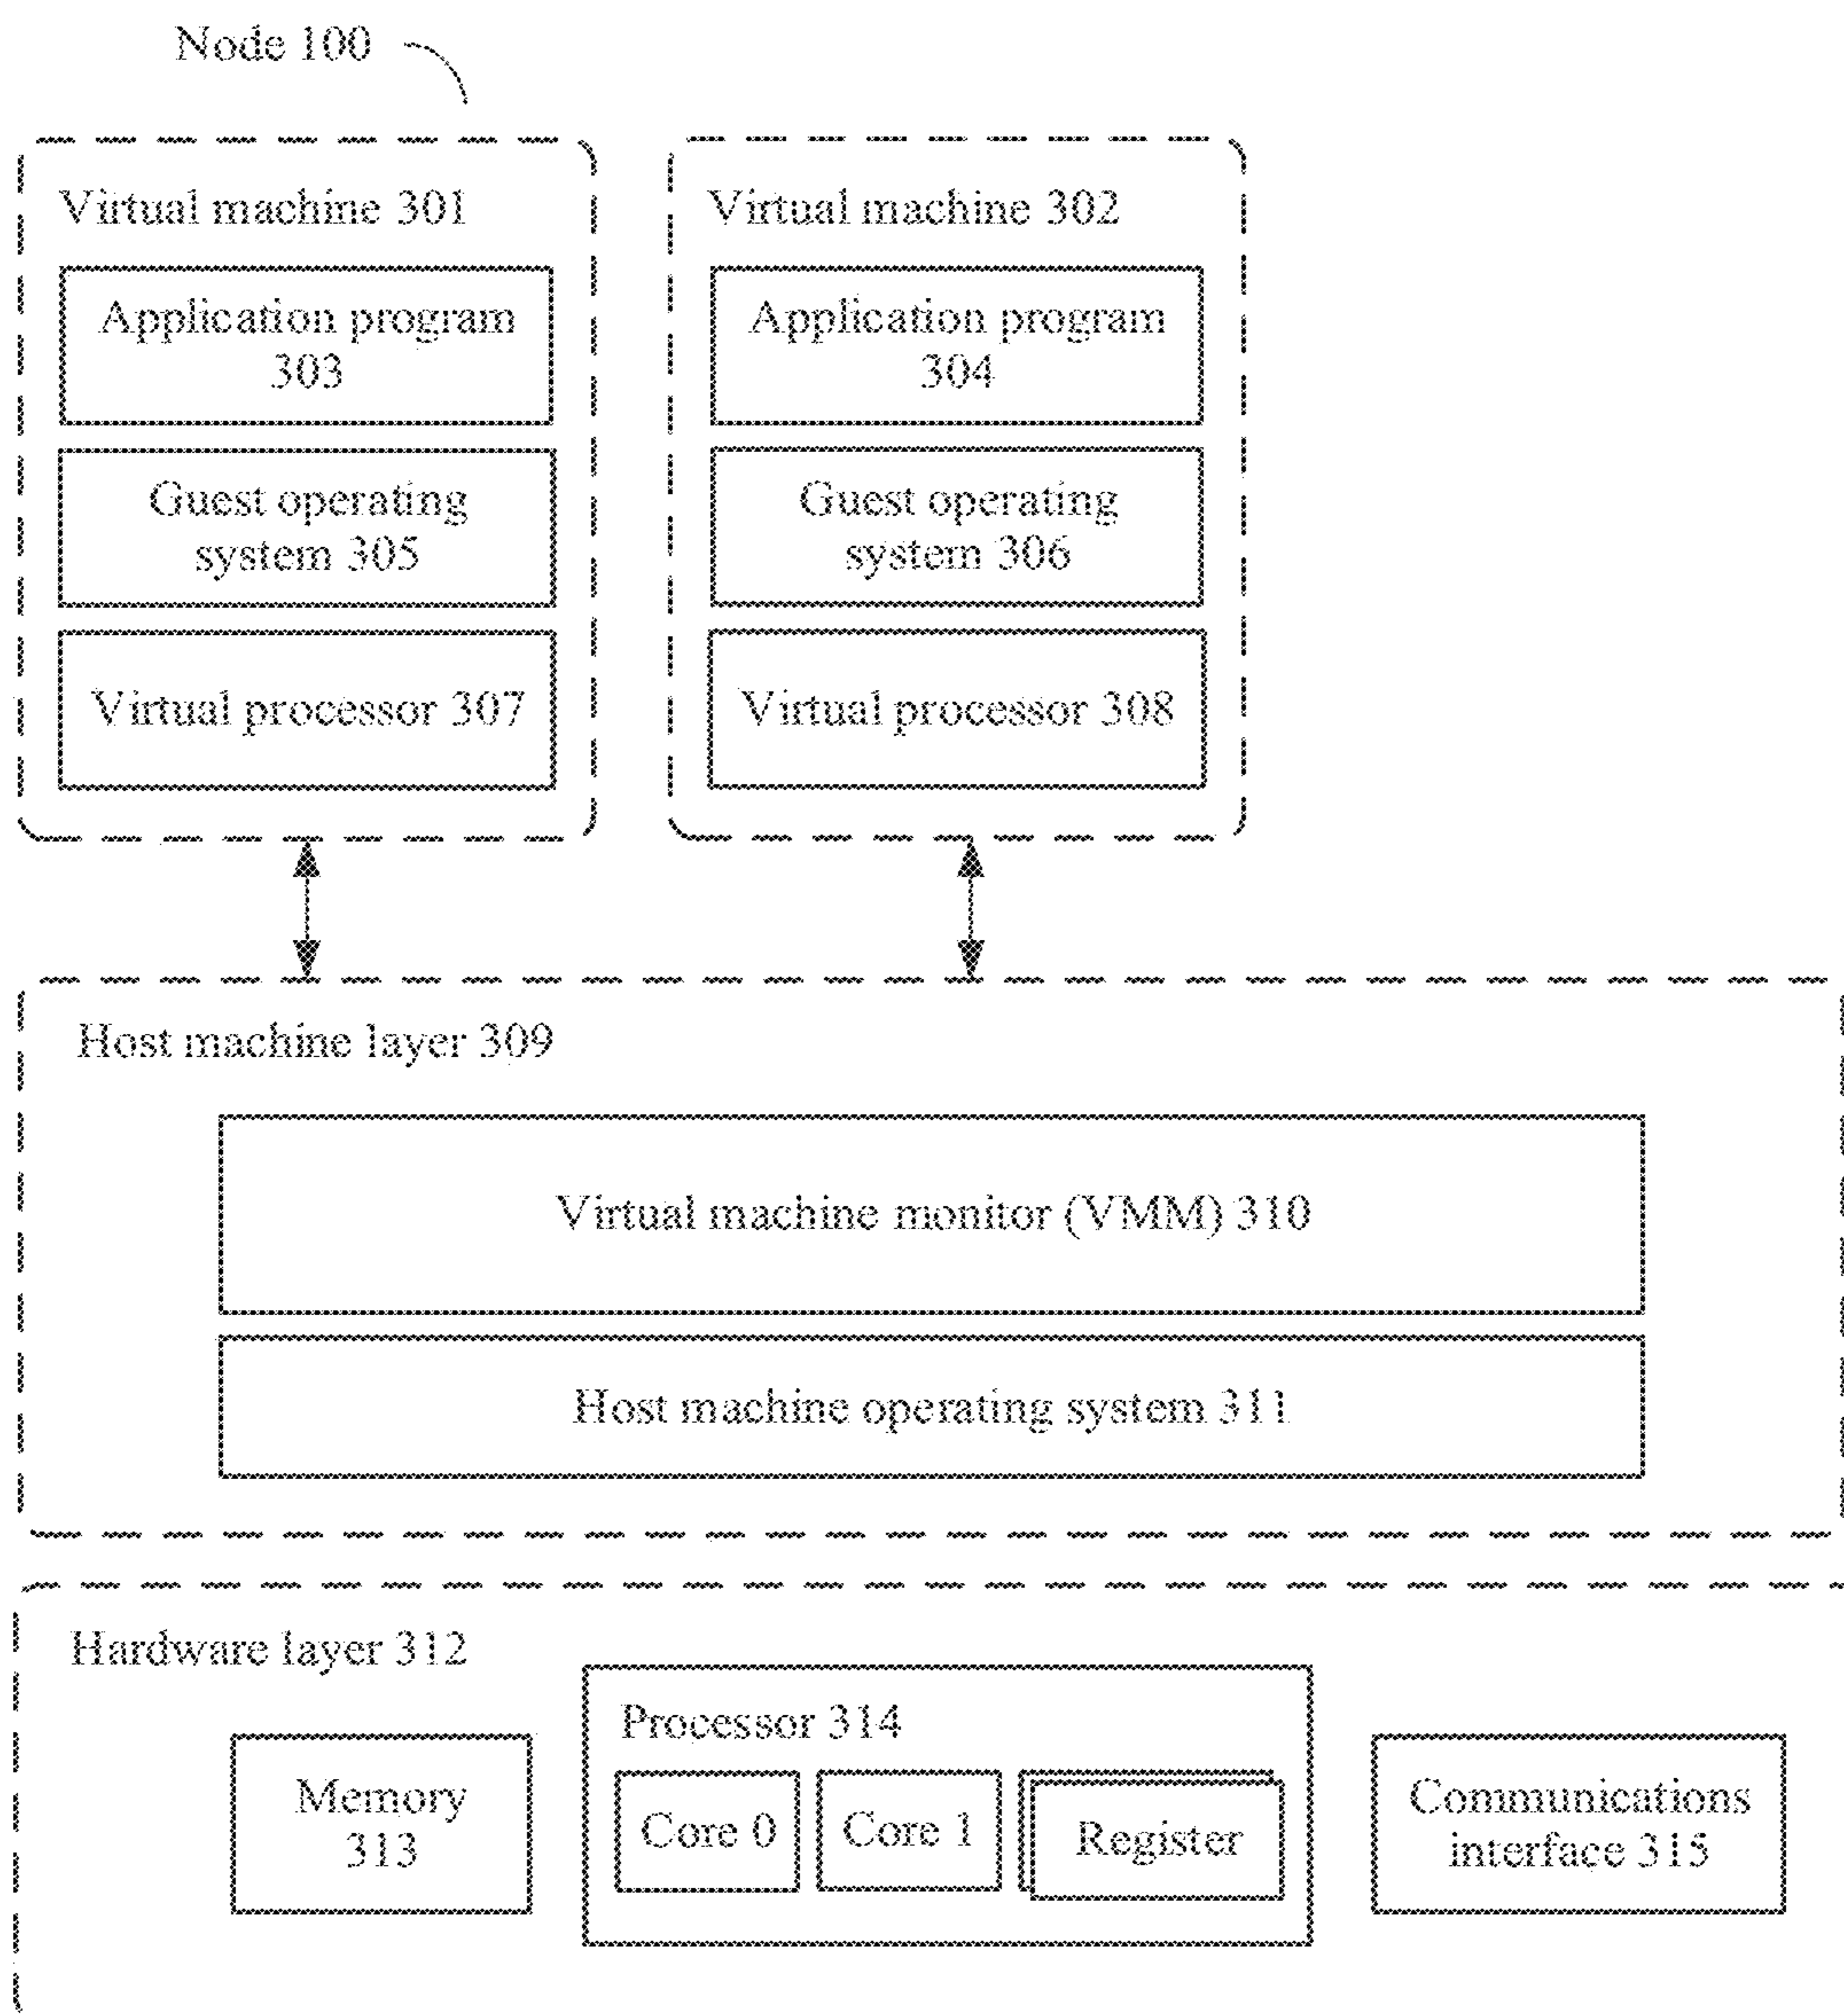 Node 100
Virtual machine 301
Application program
303
Guest operating
system 305
Virtual processor 307
Virtual machine 302
Application program
304
Guest operating
system 306
Virtual processor 308
Host machine layer 309
Virtual machine monitor (VMM) 310
Host machine operating system 311
Hardware layer 312
Memory
313
Processor 314
Core 0
Core 1
Register
Communications
interface 315